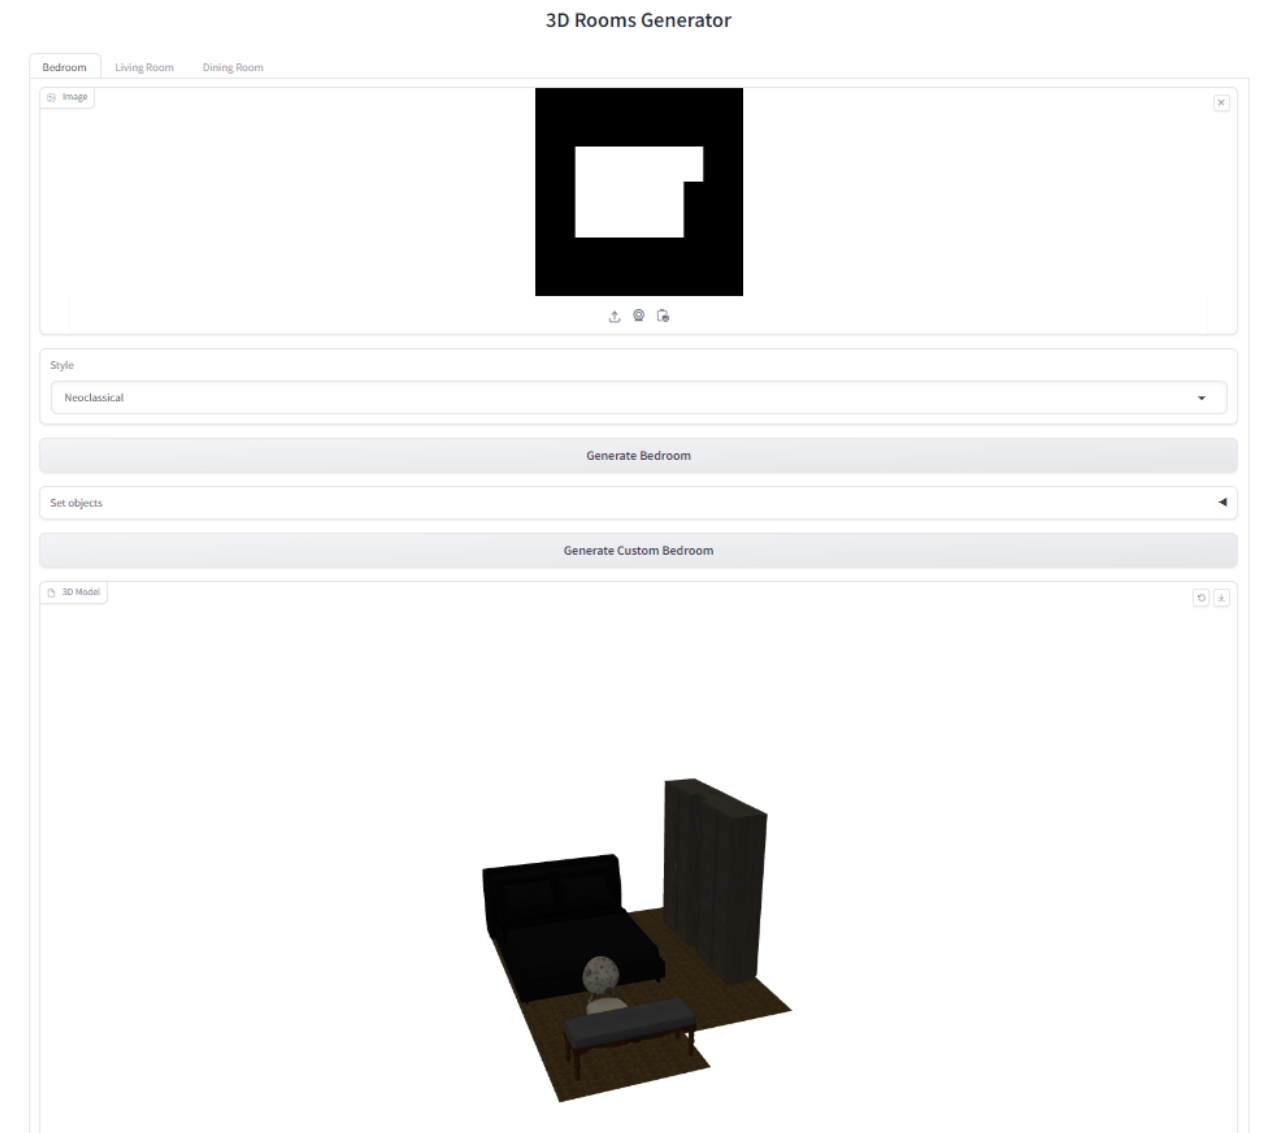 3D Rooms Generator
Bedroom Living Room Dining Room
Image
Style
Neoclassical
Generate Bedroom
Set objects
Generate Custom Bedroom
3D Model